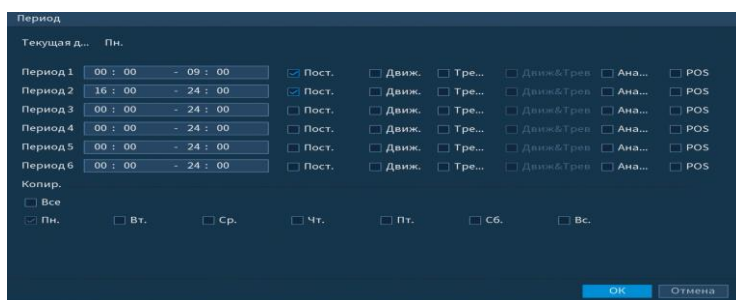 Период
Текущая д... Пн.
Период 1 00 : 00 - 09 : 00 Пост. Движ. Тре... Движ&Трев Ана... POS
Период 2 16 : 00 - 24 : 00 Пост. Движ. Тре... Движ&Трев Ана... POS
Период 3 00 : 00 - 24 : 00 Пост. Движ. Тре... Движ&Трев Ана... POS
Период 4 00 : 00 - 24 : 00 Пост. Движ. Тре... Движ&Трев Ана... POS
Период 5 00 : 00 - 24 : 00 Пост. Движ. Тре... Движ&Трев Ана... POS
Период 6 00 : 00 - 24 : 00 Пост. Движ. Тре... Движ&Трев Ана... POS
Копир.
Все
Пн. Вт. Ср. Чт. Пт. Сб. Вс.
OK Отмена